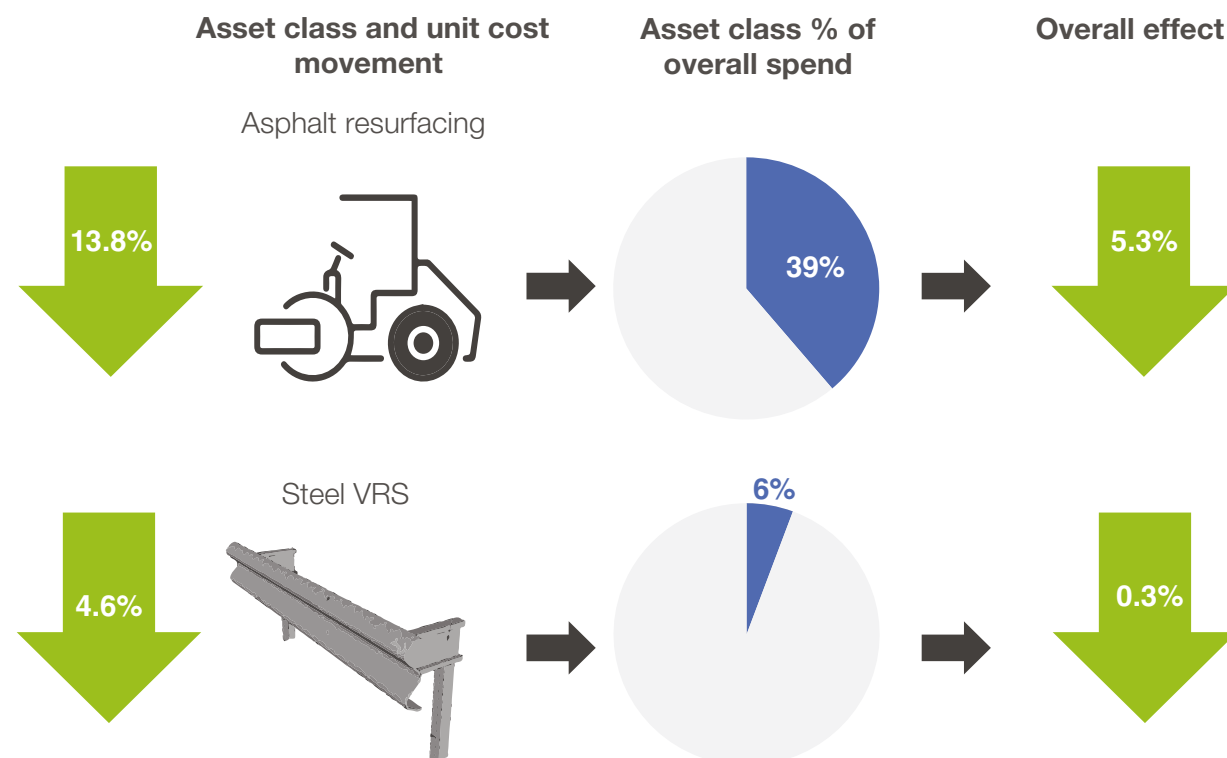 Asset class and unit cost
movement
Asset class % of
overall spend
Overall effect
Asphalt resurfacing
13.8%
39%
5.3%
Steel VRS
4.6%
6%
0.3%